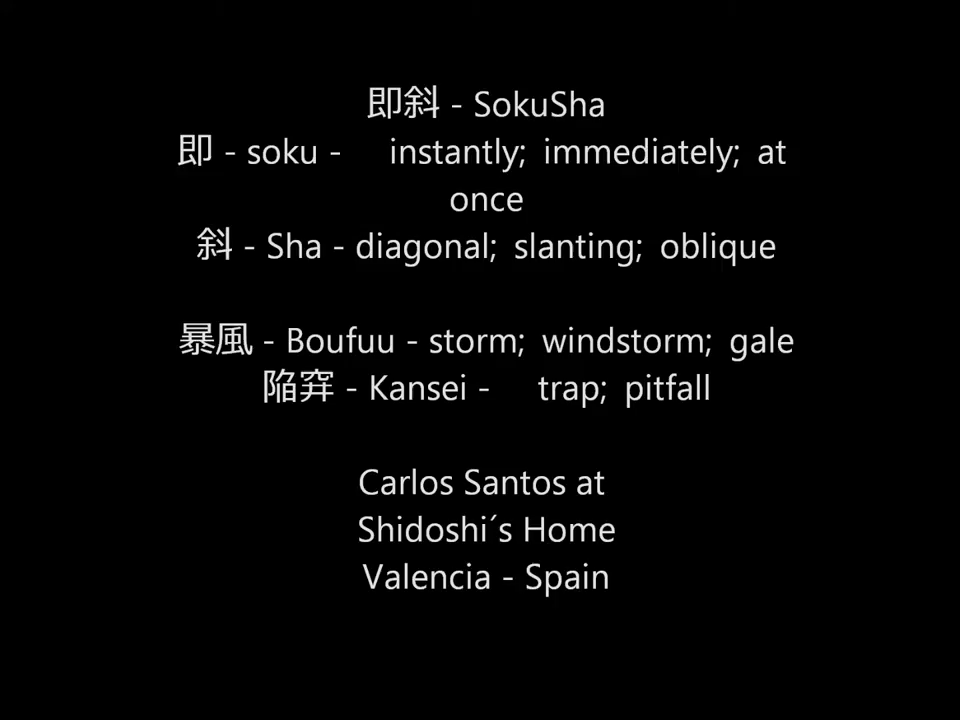 即斜 - SokuSha
即 - soku - instantly; immediately; at
once
斜 - Sha - diagonal; slanting; oblique
暴風 - Boufuu - storm; windstorm; gale
陥穽 - Kansei - trap; pitfall
Carlos Santos at
Shidoshi´s Home
Valencia - Spain